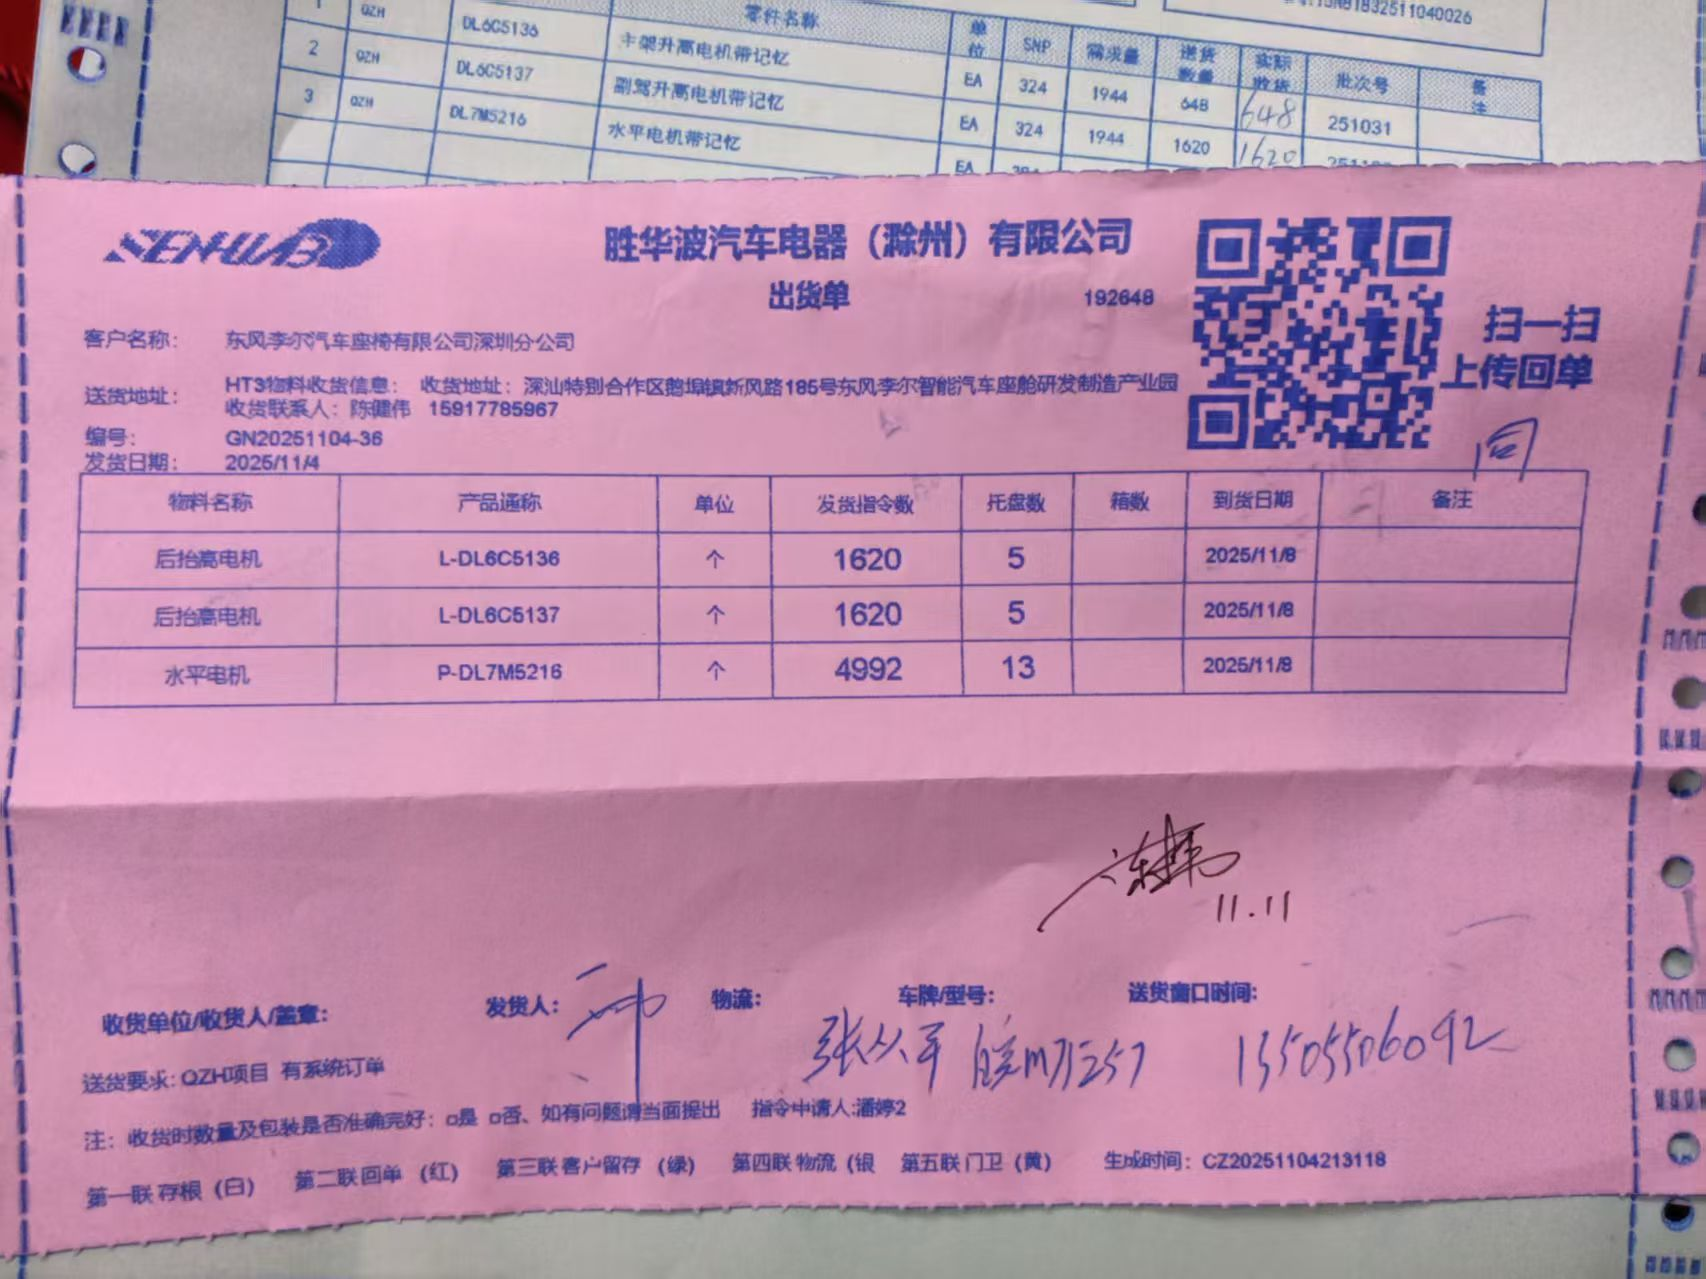 :TSN81832511040026
零件名称 单位 SNP 需求量 送货数量 实际收货 批次号 备注
1 QZH DL6C5136 主架升高电机带记忆 EA 324 1944 648 648 251031
2 QZH DL6C5137 副驾升高电机带记忆 EA 324 1944 1620 1620
3 QZH DL7M5216 水平电机带记忆 EA
SENHUAB
胜华波汽车电器（滁州）有限公司
出货单 192648
扫一扫
上传回单
客户名称： 东风李尔汽车座椅有限公司深圳分公司
送货地址： HT3物料收货信息： 收货地址：深汕特别合作区鹅埠镇新风路185号东风李尔智能汽车座舱研发制造产业园
收货联系人：陈健伟 15917785967
编号： GN20251104-36
发货日期： 2025/11/4
物料名称 产品通称 单位 发货指令数 托盘数 箱数 到货日期 备注
后抬高电机 L-DL6C5136 个 1620 5 2025/11/8
后抬高电机 L-DL6C5137 个 1620 5 2025/11/8
水平电机 P-DL7M5216 个 4992 13 2025/11/8
11.11
收货单位/收货人/盖章： 发货人： 物流： 车牌/型号： 送货窗口时间：
送货要求：QZH项目 有系统订单
注：收货时数量及包装是否准确完好：□是 □否、如有问题请当面提出 指令申请人:潘婷2
第一联 存根（白） 第二联 回单 （红） 第三联 客户留存 （绿） 第四联 物流（银 第五联 门卫（黄） 生成时间：CZ20251104213118